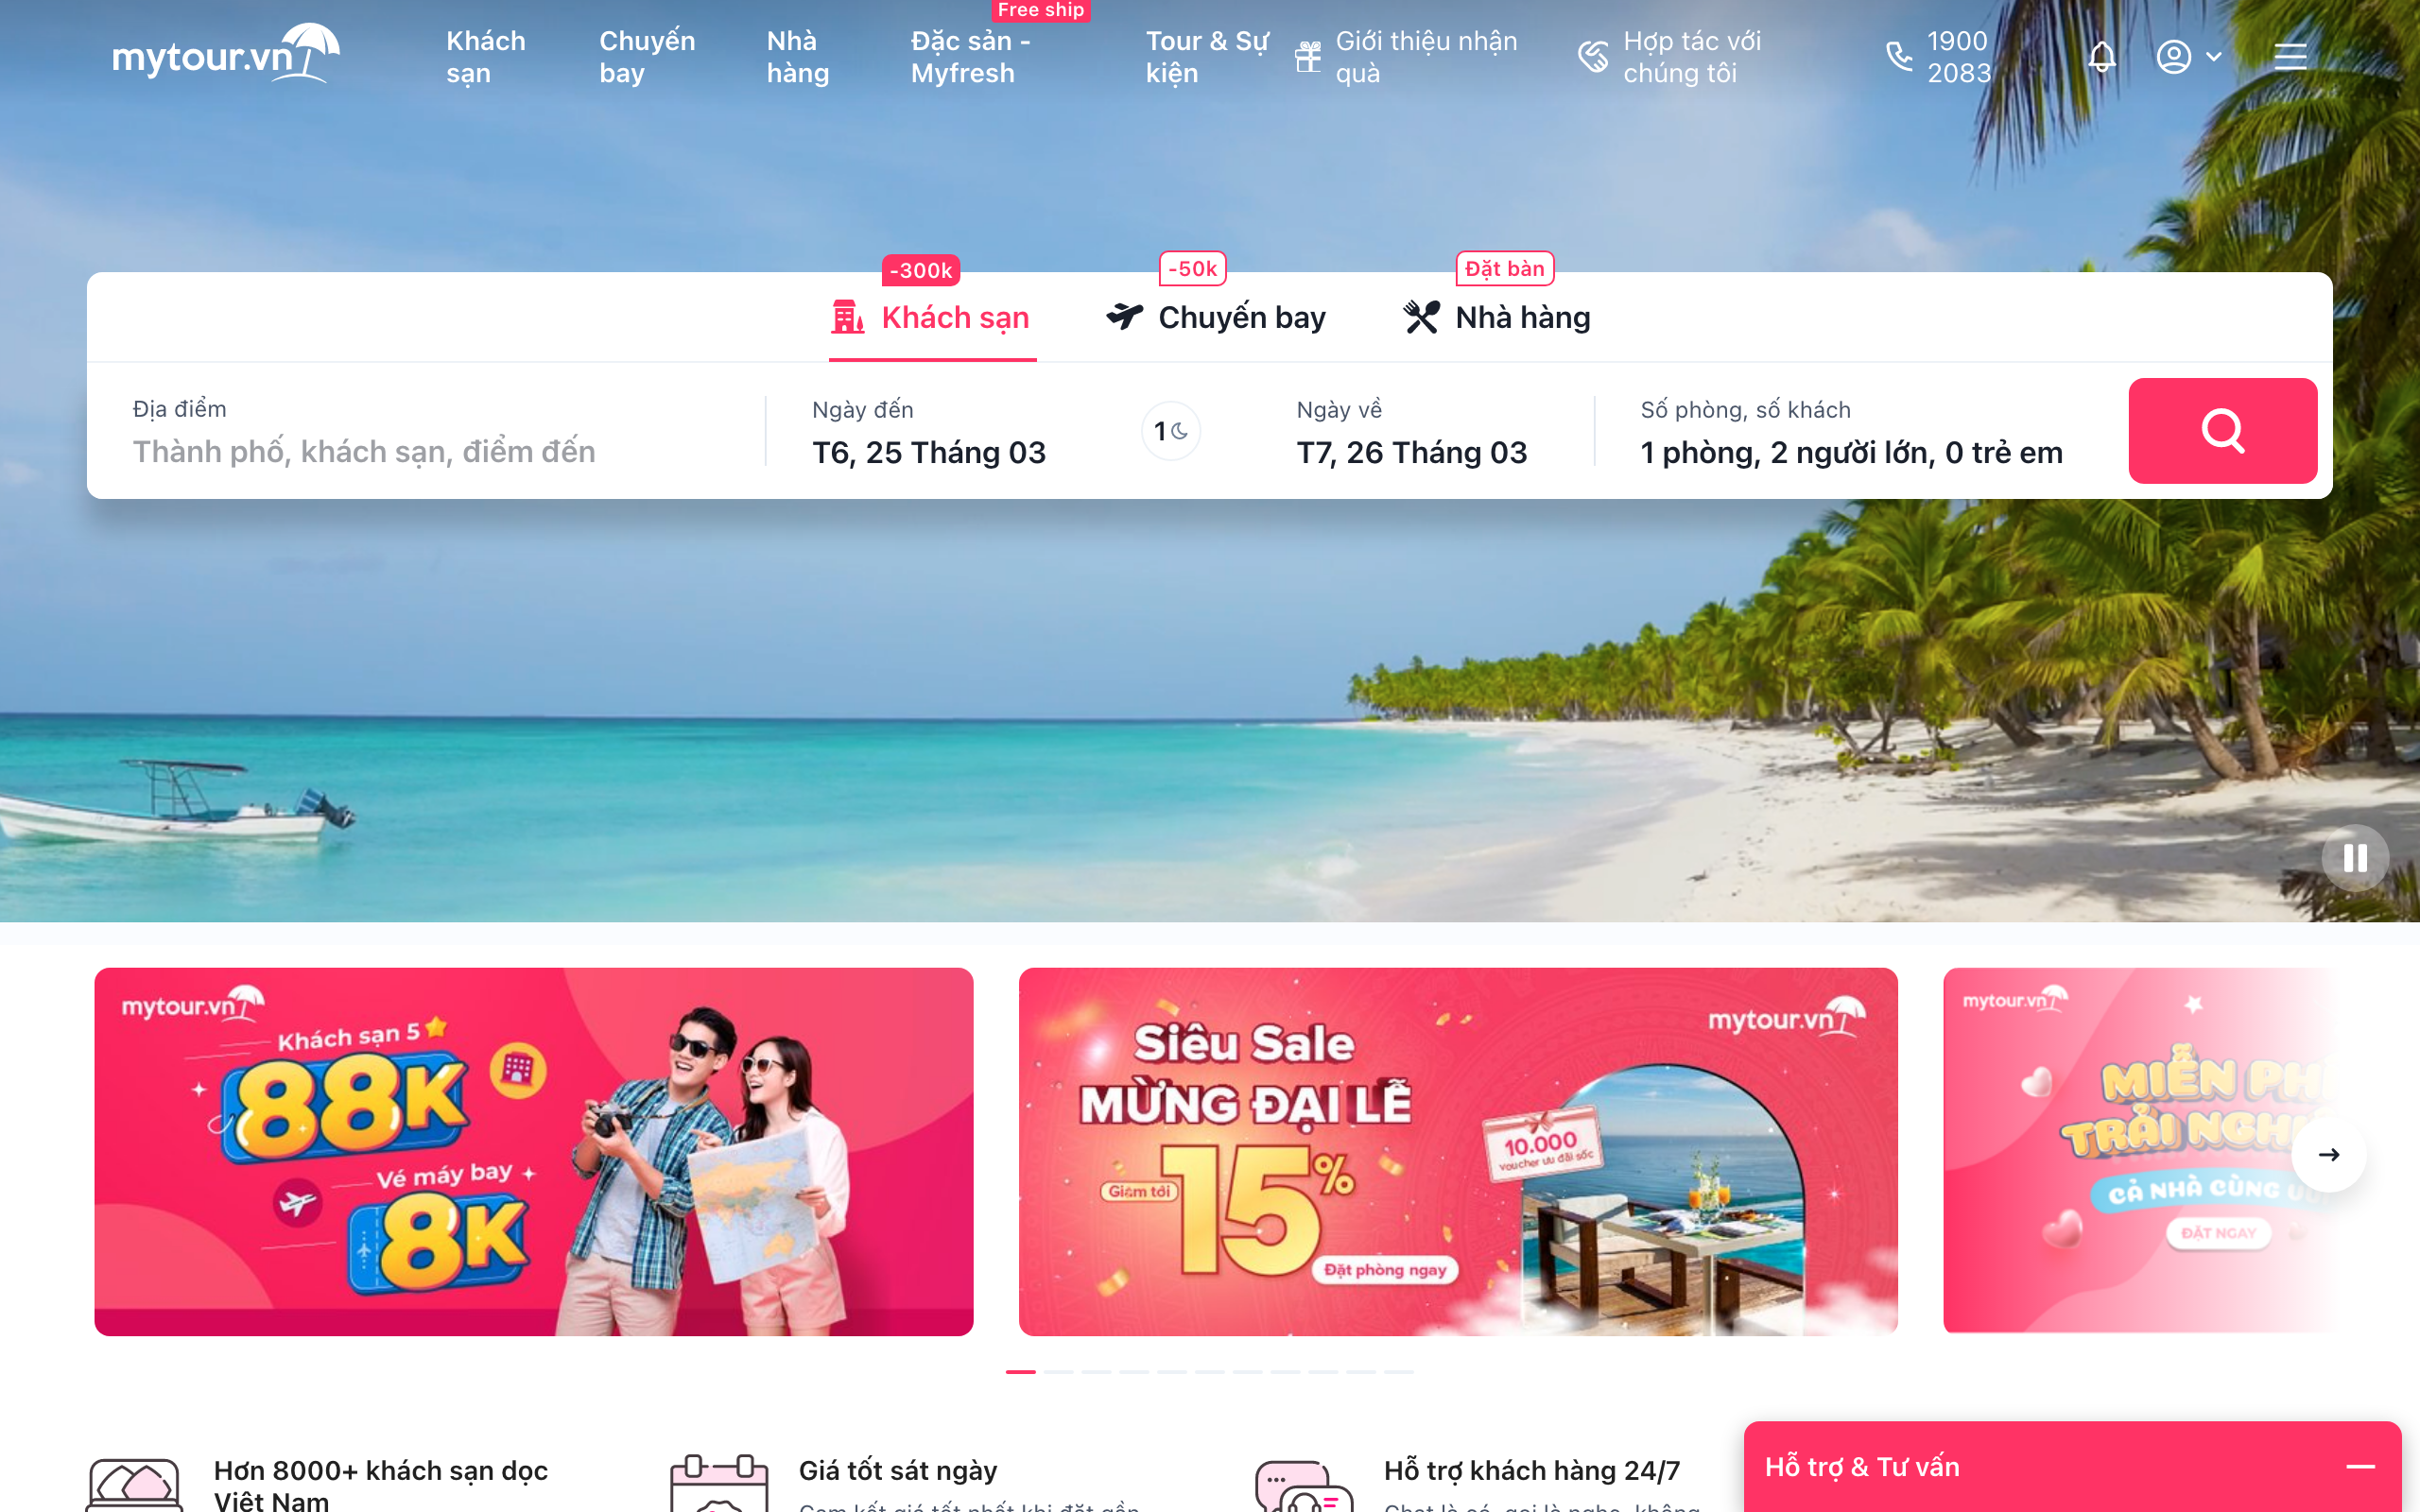 Free ship
mytour.vn
Khách sạn
Chuyến bay
Nhà hàng
Đặc sản - Myfresh
Tour & Sự kiện
Giới thiệu nhận quà
Hợp tác với chúng tôi
1900 2083
-300k
Khách sạn
-50k
Chuyến bay
Đặt bàn
Nhà hàng
Địa điểm
Thành phố, khách sạn, điểm đến
Ngày đến
T6, 25 Tháng 03
1
Ngày về
T7, 26 Tháng 03
Số phòng, số khách
1 phòng, 2 người lớn, 0 trẻ em
mytour.vn
Khách sạn 5
88K
Vé máy bay
8K
mytour.vn
Siêu Sale
MỪNG ĐẠI LỄ
Giảm tới
15%
Đặt phòng ngay
10.000
voucher ưu đãi sốc
mytour.vn
MIỄN PHÍ
TRẢI
CẢ NHÀ CÙNG
ĐẶT NGAY
Hơn 8000+ khách sạn dọc
Việt Nam
Giá tốt sát ngày
Cam kết giá tốt nhất khi đặt gần
Hỗ trợ khách hàng 24/7
Chat là có, gọi là nghe, không
Hỗ trợ & Tư vấn